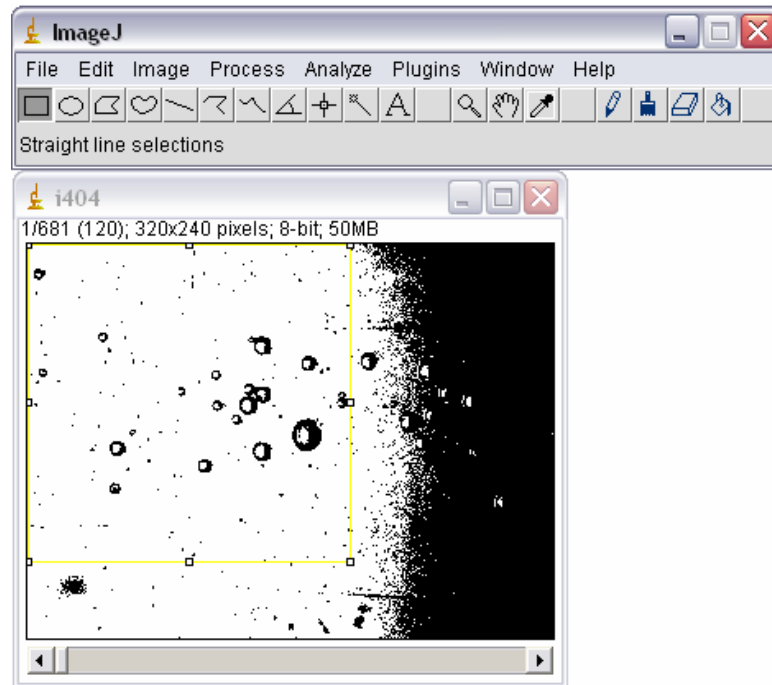 ImageJ
File Edit Image Process Analyze Plugins Window Help
A
Straight line selections
i404
1/681 (120); 320x240 pixels; 8-bit; 50MB